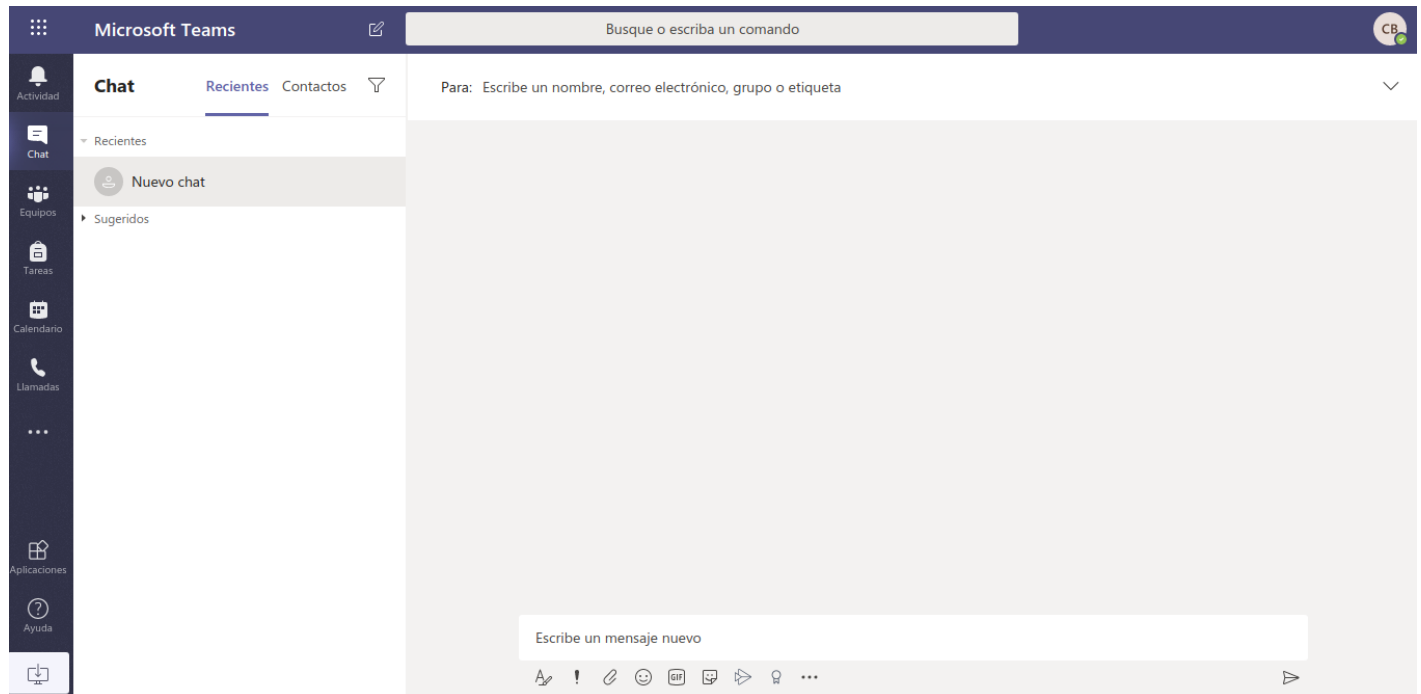 Microsoft Teams
Busque o escriba un comando
CB
Actividad
Chat
Equipos
Tareas
Calendario
Llamadas
Aplicaciones
Ayuda
Chat
Recientes
Contactos
Recientes
Nuevo chat
Sugeridos
Para: Escribe un nombre, correo electrónico, grupo o etiqueta
Escribe un mensaje nuevo
GIF